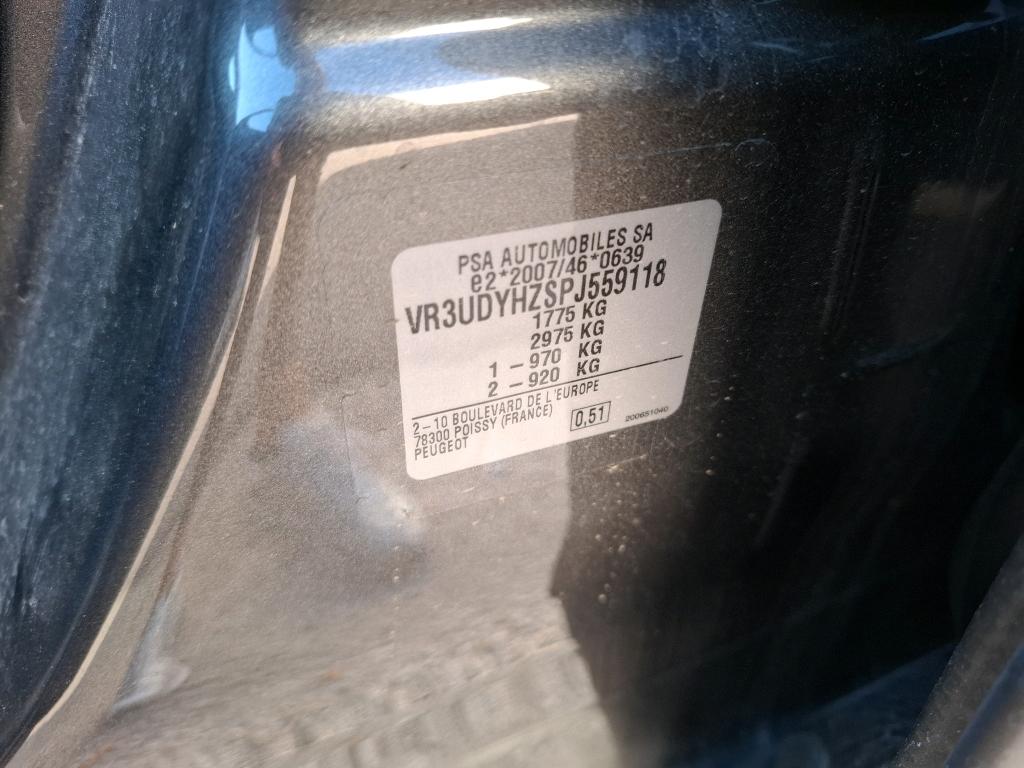 PSA AUTOMOBILES SA
e2*2007/46*0639
VR3UDYHZSPJ559118
1775 KG
2975 KG
1 – 970 KG
2 – 920 KG
2–10 BOULEVARD DE L'EUROPE
78300 POISSY (FRANCE)
PEUGEOT
0,51
200651040